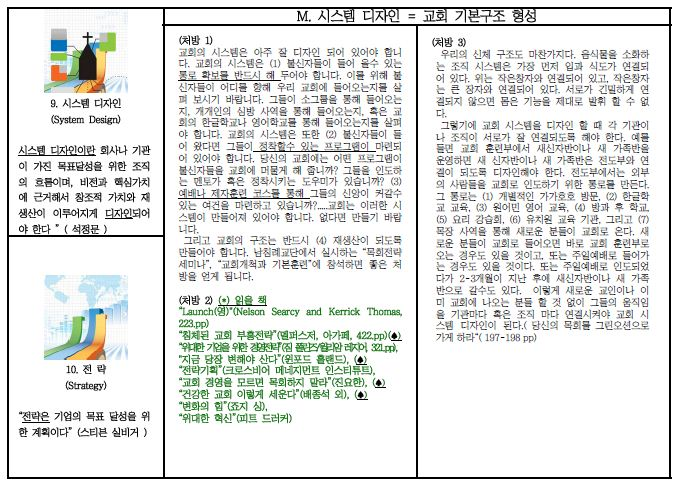 M. 시스템 디자인 = 교회 기본구조 형성
9. 시스템 디자인
(System Design)
시스템 디자인이란 회사나 기관
이 가진 목표달성을 위한 조직
의 흐름이며, 비전과 핵심가치
에 근거해서 창조적 가치와 재
생산이 이루어지게 디자인되어
야 한다 " ( 석정문 )
10. 전 략
(Strategy)
"전략은 기업의 목표 달성을 위
한 계획이다" (스티븐 실비거 )
(처방 1)
교회의 시스템은 아주 잘 디자인 되어 있어야 합니
다. 교회의 시스템은 (1) 불신자들이 들어 올수 있는
통로 확보를 반드시 해 두어야 합니다. 이를 위해 불
신자들이 어디를 향해 우리 교회에 들어오는지를 살
펴 보시기 바랍니다. 그들이 소그룹을 통해 들어오는
지, 개개인의 심방 사역을 통해 들어오는지, 혹은 교
회의 한글학교나 영어학교를 통해 들어오는지를 살펴
야 합니다. 교회의 시스템은 또한 (2) 불신자들이 들
어 왔다면 그들이 정착할수 있는 프로그램이 마련되
어 있어야 합니다. 당신의 교회에는 어떤 프로그램이
불신자들을 교회에 머물게 해 줍니까? 그들을 인도하
는 멘토가 혹은 정착시키는 도우미가 있습니까? (3)
예배나 제자훈련 코스를 통해 그들의 신앙이 커갈수
있는 여건을 마련하고 있습니까?.....교회는 이러한 시
스템이 만들어져 있어야 합니다. 없다면 만들기 바랍
니다.
그리고 교회의 구조는 반드시 (4) 재생산이 되도록
만들어야 합니다. 남침례교단에서 실시하는 "목회전략
세미나", "교회개척과 기본훈련"에 참석하면 좋은 처
방을 얻게 됩니다.
(처방 2) (*) 읽을 책
"Launch(영)"(Nelson Searcy and Kerrick Thomas,
223.pp)
"침체된 교회 부흥전략"(멜퍼스저, 아가페, 422.pp)(♠)
"위대한 기업을 위한 경영전략"(짐 콜린즈/윌리암 레지어, 321.pp),
"지금 당장 변해야 산다"(윈포드 홀랜드), (♠)
"전략기획"(크로스비어 메니지먼트 인스티튜트),
"교회 경영을 모르면 목회하지 말라"(진요한), (♠)
"건강한 교회 이렇게 세운다"(배종석 외), (♠)
"변화의 힘"(죠지 싱),
"위대한 혁신"(피트 드러커)
(처방 3)
우리의 신체 구조도 마찬가지다. 음식물을 소화하
는 조직 시스템은 가장 먼저 입과 식도가 연결되
어 있다. 위는 작은창자와 연결되어 있고, 작은창자
는 큰 창자와 연결되어 있다. 서로가 긴밀하게 연
결되지 않으면 몸은 기능을 제대로 발휘 할 수 없
다.
그렇기에 교회 시스템을 디자인 할 때 각 기관이
나 조직이 서로가 잘 연결되도록 해야 한다. 예를
들면 교회 훈련부에서 새신자반이나 새 가족반을
운영하면 새 신자반이나 새 가족반은 전도부와 연
결이 되도록 디자인해야 한다. 전도부에서는 외부
의 사람들을 교회로 인도하기 위한 통로를 만든다.
그 통로는 (1) 개별적인 가가호호 방문, (2) 한글학
교 교육, (3) 원어민 영어 교육, (4) 방과 후 학교,
(5) 요리 강습회, (6) 유치원 교육 기관, 그리고 (7)
목장 사역을 통해 새로운 분들이 교회로 온다. 새
로운 분들이 교회로 들어오면 바로 교회 훈련부로
오는 경우도 있을 것이고, 또는 주일예배로 들어가
는 경우도 있을 것이다. 또는 주일예배로 인도되었
다가 2-3개월이 지난 후에 새신자반이나 새 가족
반으로 갈수도 있다. 이렇게 새로운 교인이나 이
미 교회에 나오는 분들 할 것 없이 그들의 움직임
을 기관마다 혹은 조직 마다 연결시켜야 교회 시
스템 디자인이 된다.( 당신의 목회를 그린오션으로
가게 하라"( 197-198 pp)